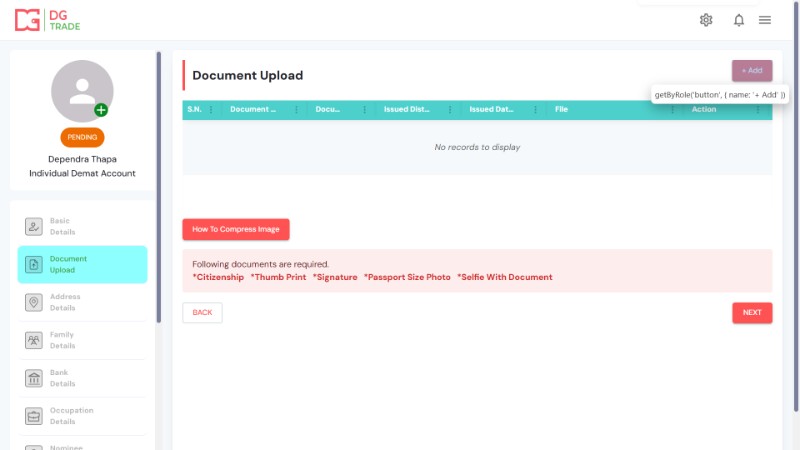 DG
TRADE
PENDING
Dependra Thapa
Individual Demat Account
Basic
Details
Document
Upload
Address
Details
Family
Details
Bank
Details
Occupation
Details
Nominee
Document Upload
+ Add
getByRole('button', { name: '+ Add' })
S.N. Document ... Docu... Issued Dist... Issued Dat... File Action
No records to display
How To Compress Image
Following documents are required.
*Citizenship *Thumb Print *Signature *Passport Size Photo *Selfie With Document
BACK
NEXT